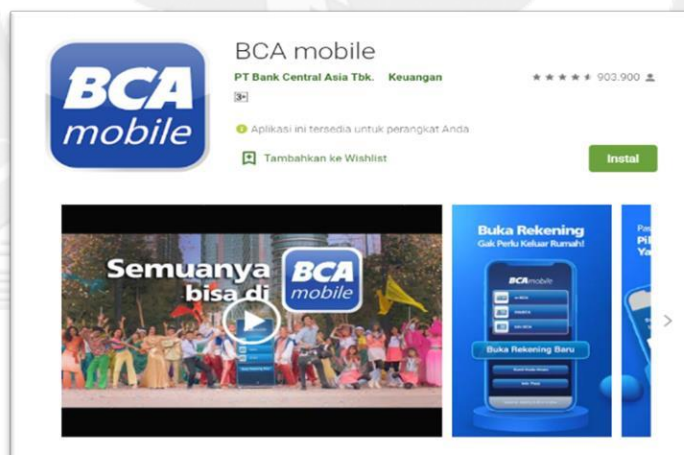 BCA mobile
PT Bank Central Asia Tbk. Keuangan
903.900
3+
Aplikasi ini tersedia untuk perangkat Anda
Tambahkan ke Wishlist
Instal
BCA
mobile
Semuanya
bisa di
BCA
mobile
Buka Rekening
Gak Perlu Keluar Rumah!
BCA mobile
Buka Rekening Baru